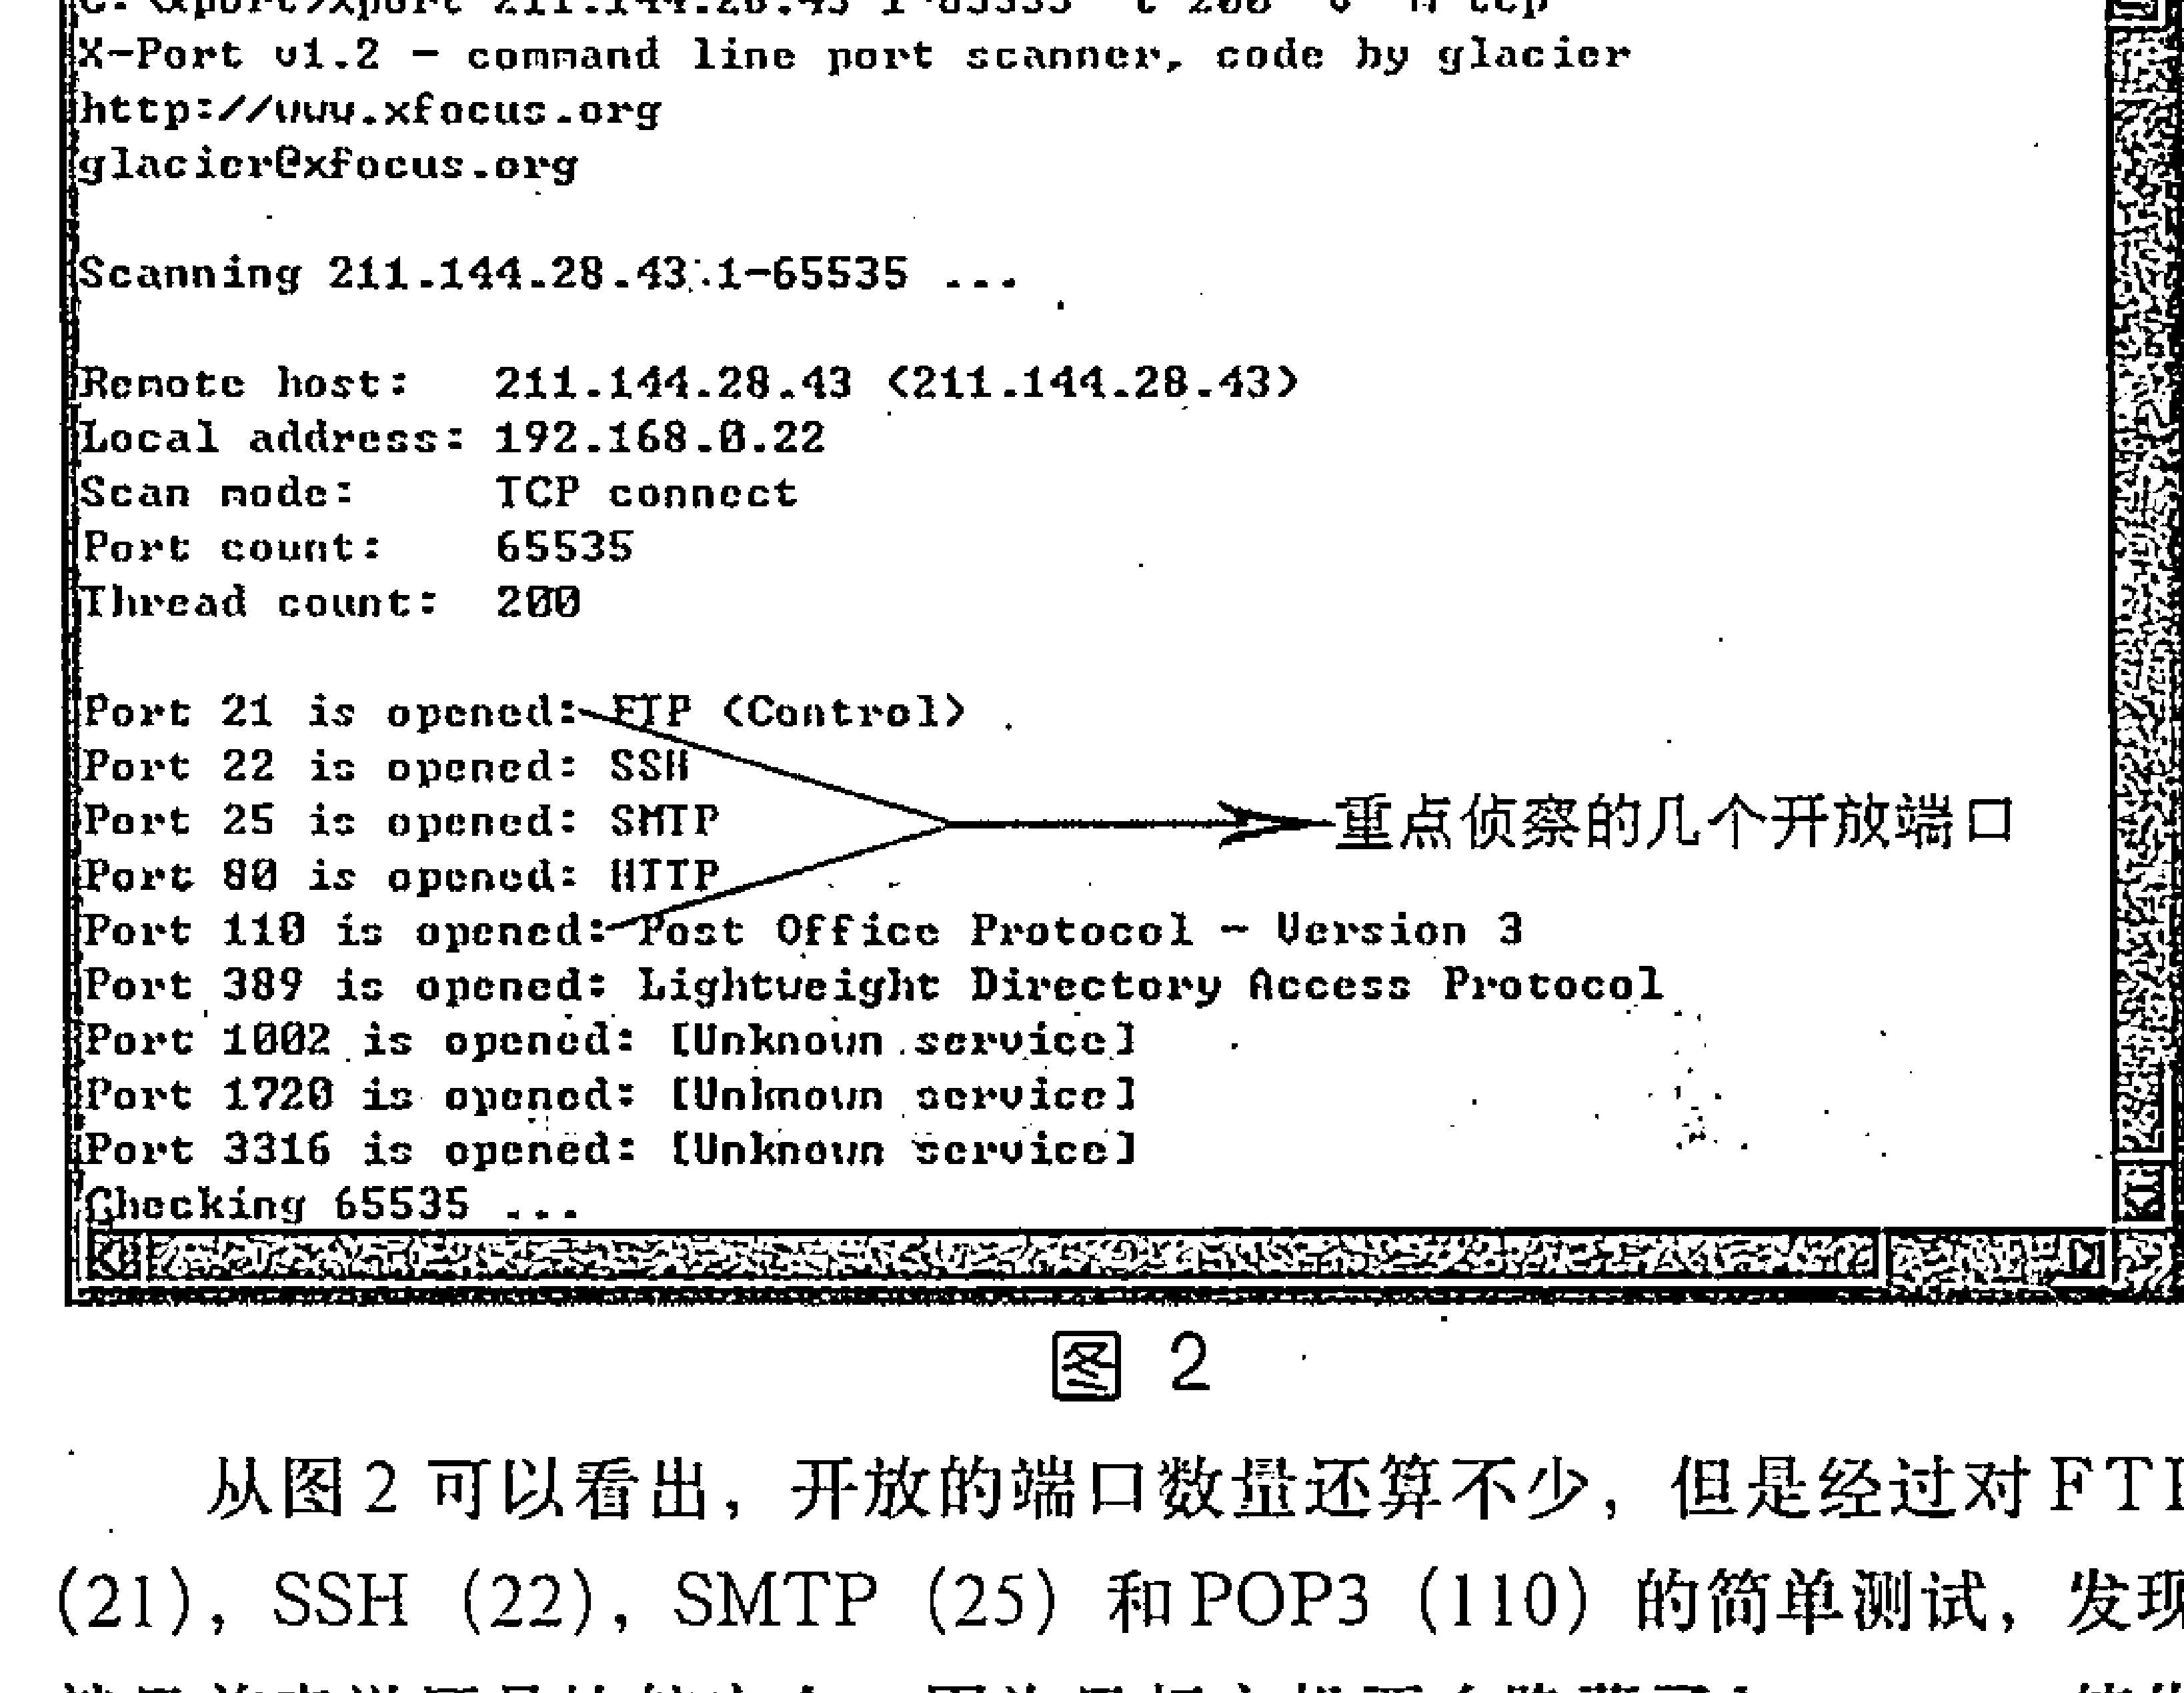 X-Port v1.2 - command line port scanner, code by glacier
http://www.xfocus.org
glacier@xfocus.org
Scanning 211.144.28.43:1-65535 ...
Remote host: 211.144.28.43 (211.144.28.43)
Local address: 192.168.0.22
Scan mode: TCP connect
Port count: 65535
Thread count: 200
Port 21 is opened: FTP (Control)
Port 22 is opened: SSH
Port 25 is opened: SMTP
重点侦察的几个开放端口
Port 80 is opened: HTTP
Port 110 is opened: Post Office Protocol - Version 3
Port 389 is opened: Lightweight Directory Access Protocol
Port 1002 is opened: [Unknown service]
Port 1720 is opened: [Unknown service]
Port 3316 is opened: [Unknown service]
Checking 65535 ...
图 2
从图2可以看出，开放的端口数量还算不少，但是经过对
(21)，SSH (22)，SMTP (25) 和POP3 (110) 的简单测试，发现